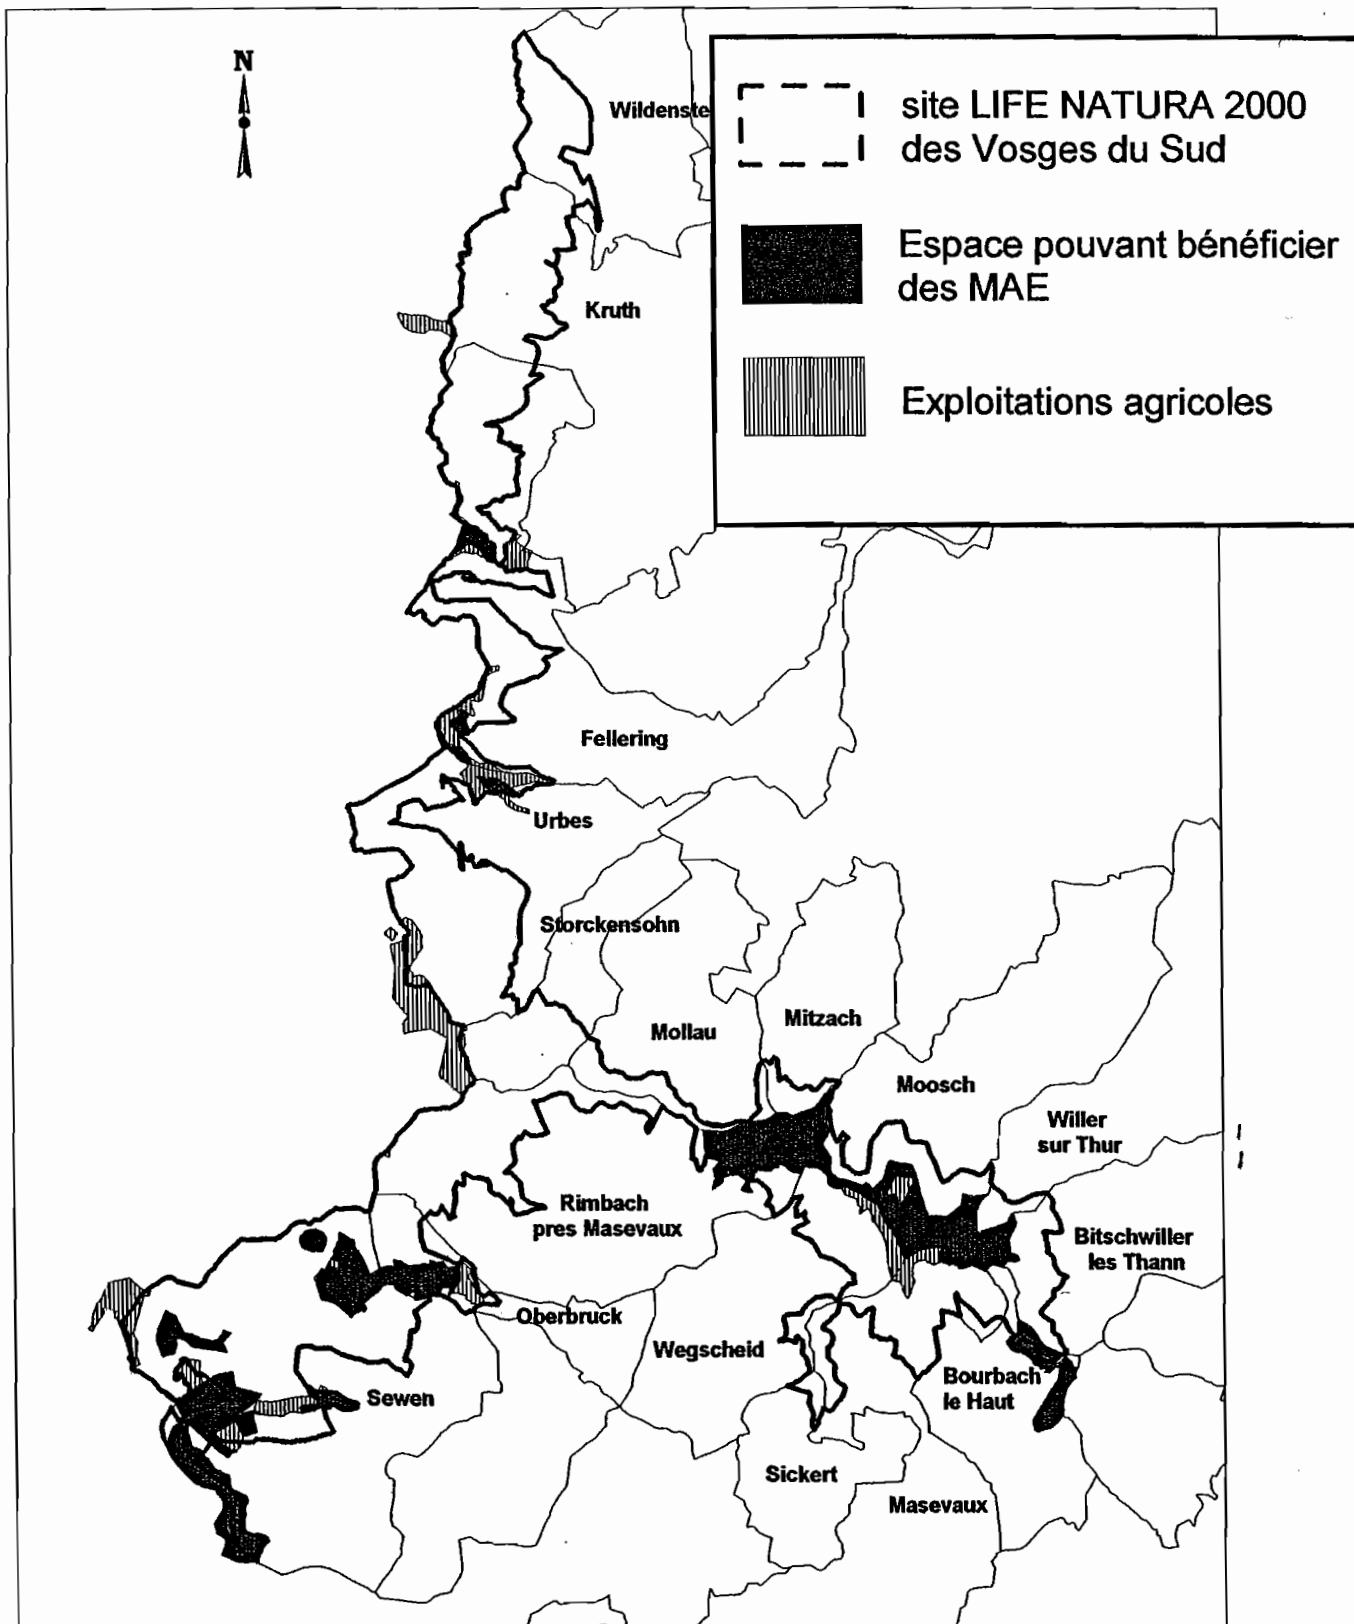 N
Wildenste
site LIFE NATURA 2000
des Vosges du Sud
Espace pouvant bénéficier
des MAE
Kruth
Exploitations agricoles
Fellering
Urbes
Storckensohn
Mollau
Mitzach
Moosch
Willer
sur Thur
Rimbach
pres Masevaux
Bitschwiller
les Thann
Oberbruck
Wegscheid
Bourbach
le Haut
Sewen
Sickert
Masevaux